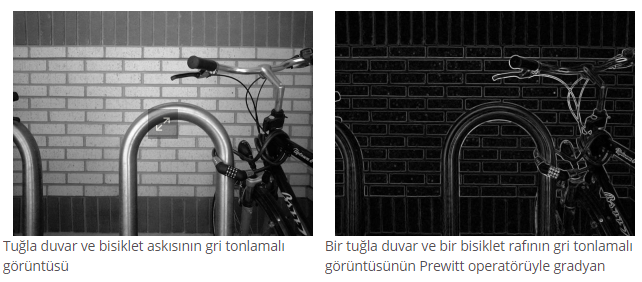 Tuğla duvar ve bisiklet askısının gri tonlamalı
görüntüsü
Bir tuğla duvar ve bir bisiklet rafının gri tonlamalı
görüntüsünün Prewitt operatörüyle gradyan